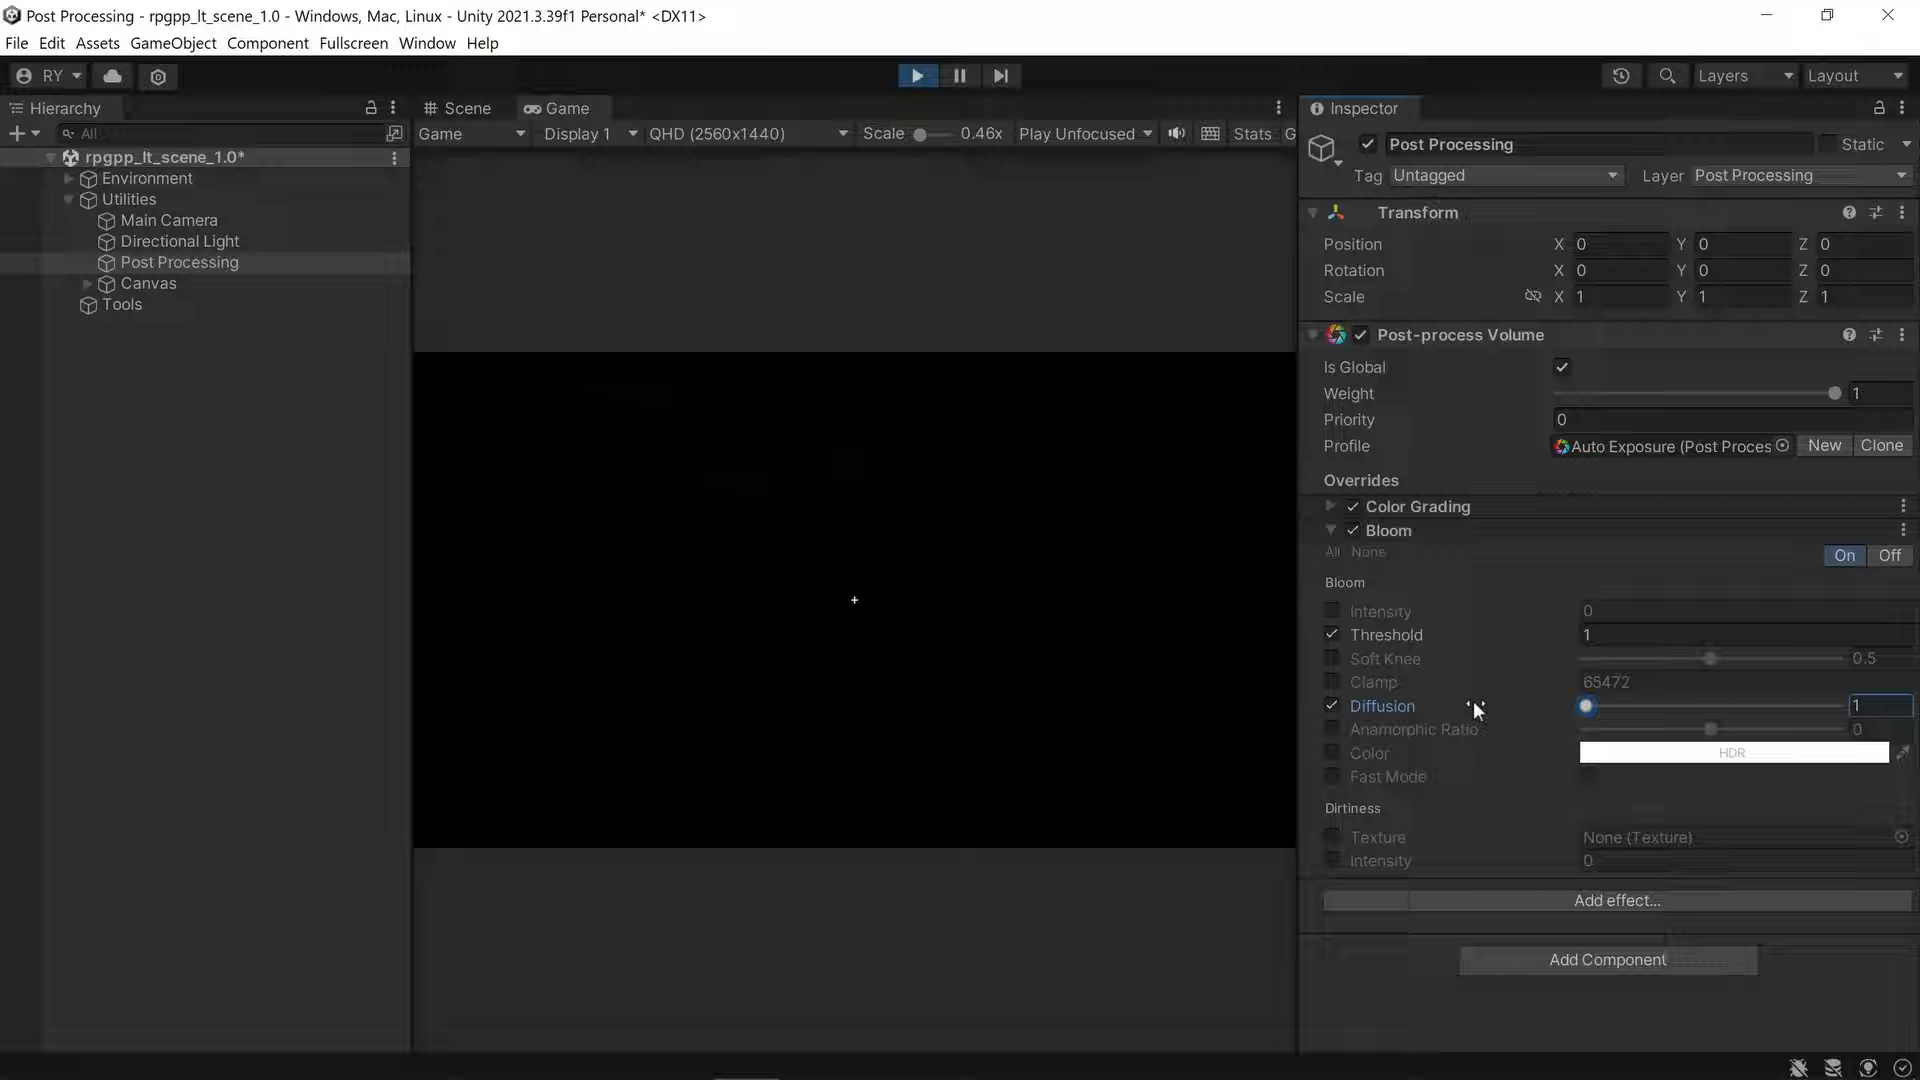 Post Processing - rpgpp_lt_scene_1.0 - Windows, Mac, Linux - Unity 2021.3.39f1 Personal* <DX11>
File Edit Assets GameObject Component Fullscreen Window Help
RY Layers Layout
Hierarchy
All
rpgpp_lt_scene_1.0*
Environment
Utilities
Main Camera
Directional Light
Post Processing
Canvas
Tools
Scene Game
Game Display 1 QHD (2560x1440) Scale 0.46x Play Unfocused Stats G
Inspector
Post Processing Static
Tag Untagged Layer Post Processing
Transform
Position X 0 Y 0 Z 0
Rotation X 0 Y 0 Z 0
Scale X 1 Y 1 Z 1
Post-process Volume
Is Global
Weight 1
Priority 0
Profile Auto Exposure (Post Proces New Clone
Overrides
Color Grading
Bloom
All None On Off
Bloom
Intensity 0
Threshold 1
Soft Knee 0.5
Clamp 65472
Diffusion 1
Anamorphic Ratio 0
Color HDR
Fast Mode
Dirtiness
Texture None (Texture)
Intensity 0
Add effect...
Add Component